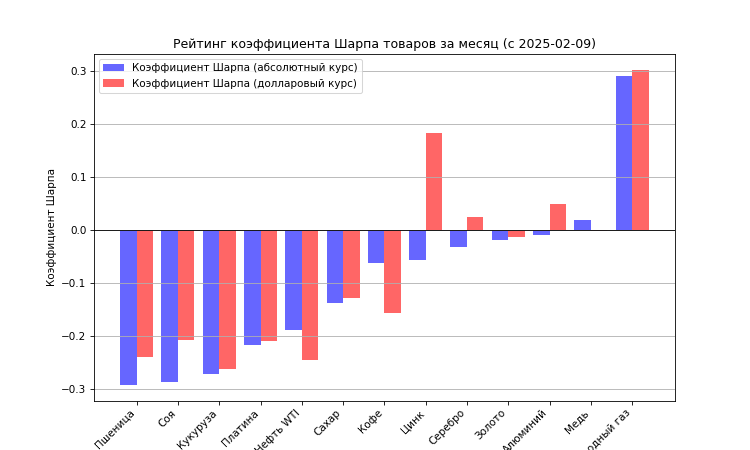 Рейтинг коэффициента Шарпа товаров за месяц (с 2025-02-09)
Коэффициент Шарпа (абсолютный курс)
Коэффициент Шарпа (долларовый курс)
Коэффициент Шарпа
0.3
0.2
0.1
0.0
−0.1
−0.2
−0.3
Пшеница
Соя
Кукуруза
Платина
Нефть WTI
Сахар
Кофе
Цинк
Серебро
Золото
Алюминий
Медь
одный газ